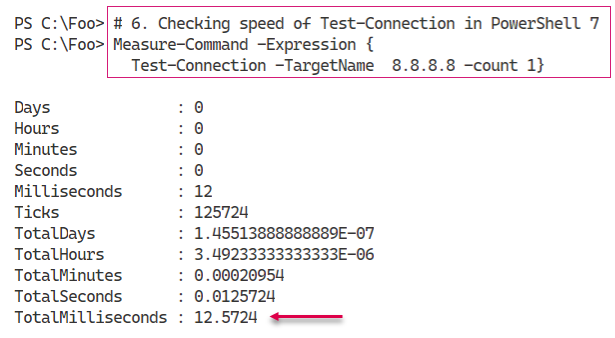 PS C:\Foo> # 6. Checking speed of Test-Connection in PowerShell 7
PS C:\Foo> Measure-Command -Expression {
Test-Connection -TargetName 8.8.8.8 -count 1}
Days : 0
Hours : 0
Minutes : 0
Seconds : 0
Milliseconds : 12
Ticks : 125724
TotalDays : 1.45513888888889E-07
TotalHours : 3.49233333333333E-06
TotalMinutes : 0.00020954
TotalSeconds : 0.0125724
TotalMilliseconds : 12.5724